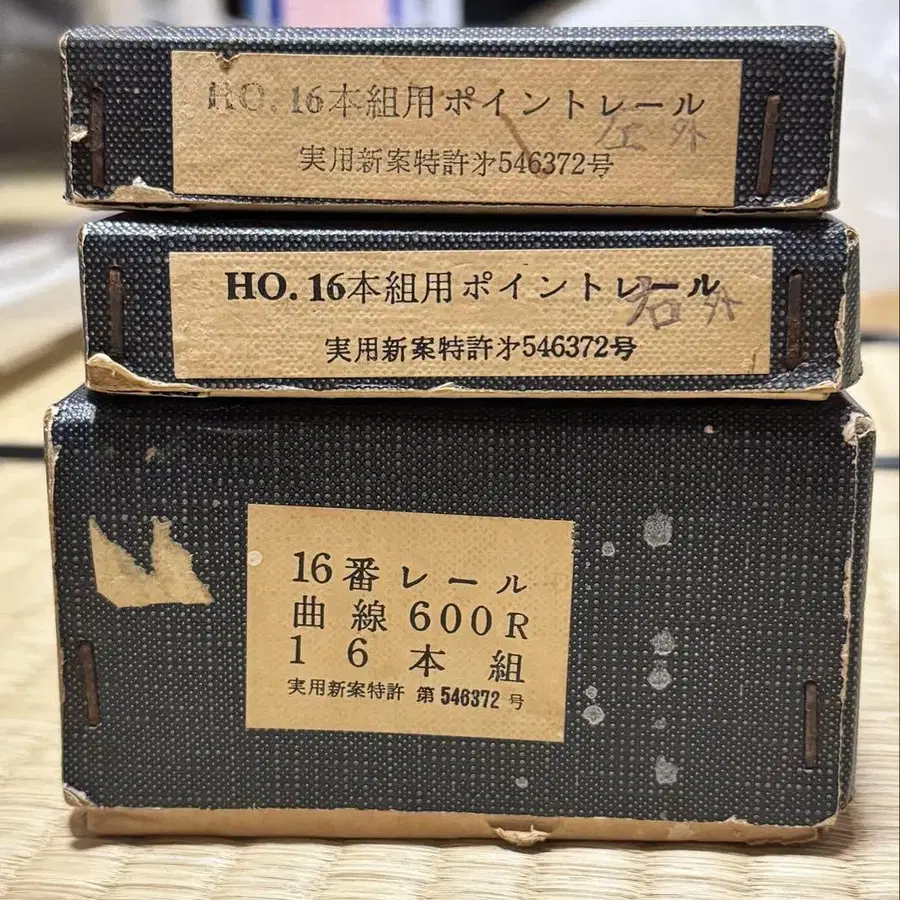 HO. 16本組用ポイントレール
左外
実用新案特許㐧546372号
HO. 16本組用ポイントレール
右外
実用新案特許㐧546372号
16番レール
曲線600R
16本組
実用新案特許 第546372号